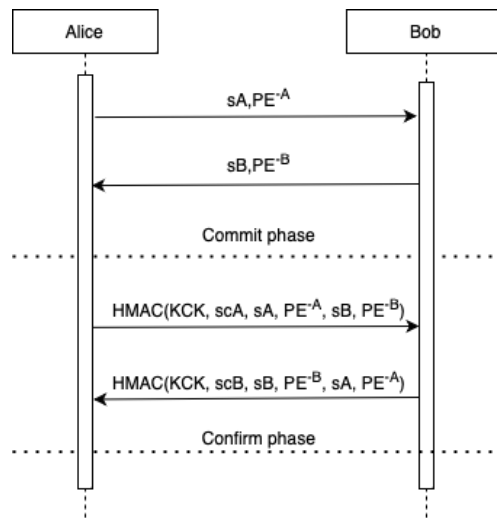 Alice
Bob
sA,PE⁻ᴬ
sB,PE⁻ᴮ
Commit phase
HMAC(KCK, scA, sA, PE⁻ᴬ, sB, PE⁻ᴮ)
HMAC(KCK, scB, sB, PE⁻ᴮ, sA, PE⁻ᴬ)
Confirm phase